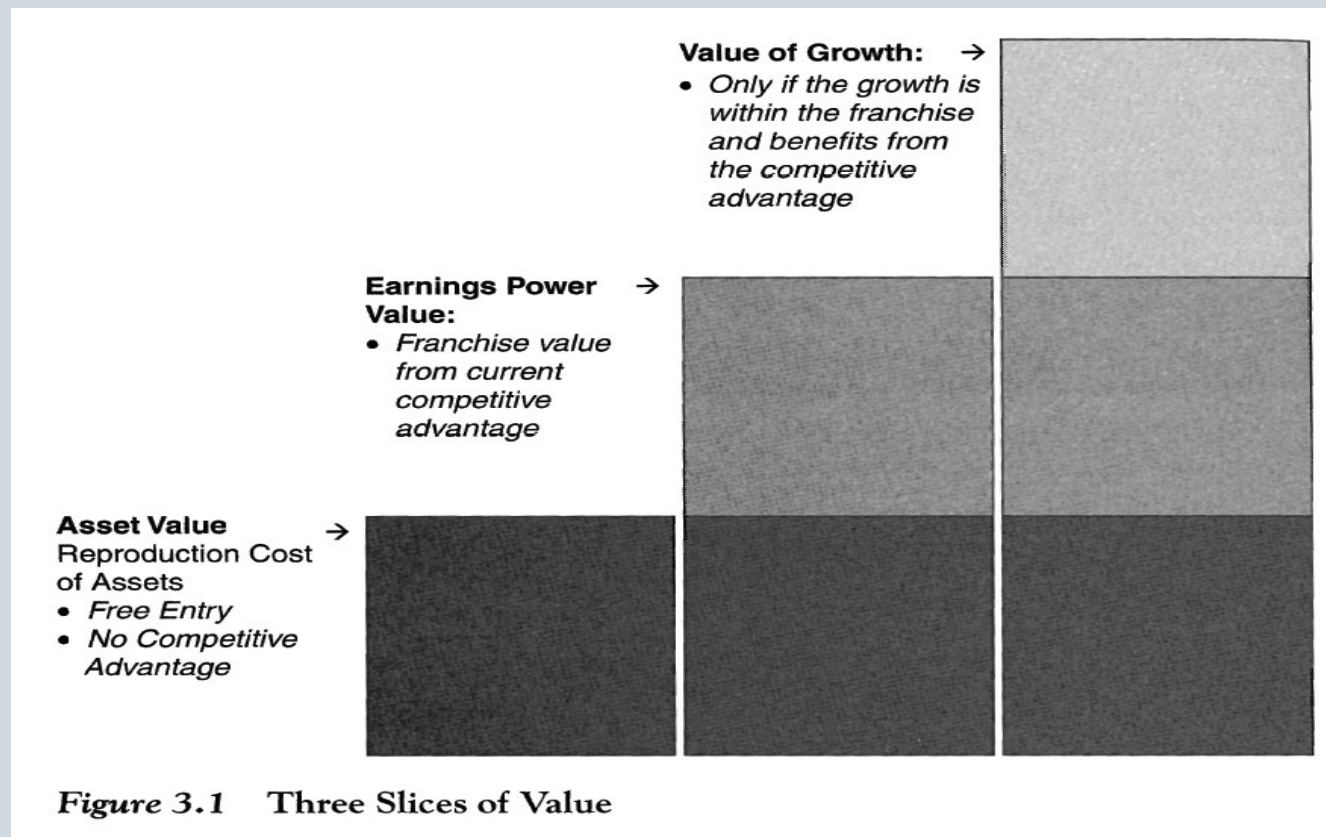 Value of Growth: →
• Only if the growth is
within the franchise
and benefits from
the competitive
advantage
Earnings Power →
Value:
• Franchise value
from current
competitive
advantage
Asset Value →
Reproduction Cost
of Assets
• Free Entry
• No Competitive
Advantage
Figure 3.1 Three Slices of Value